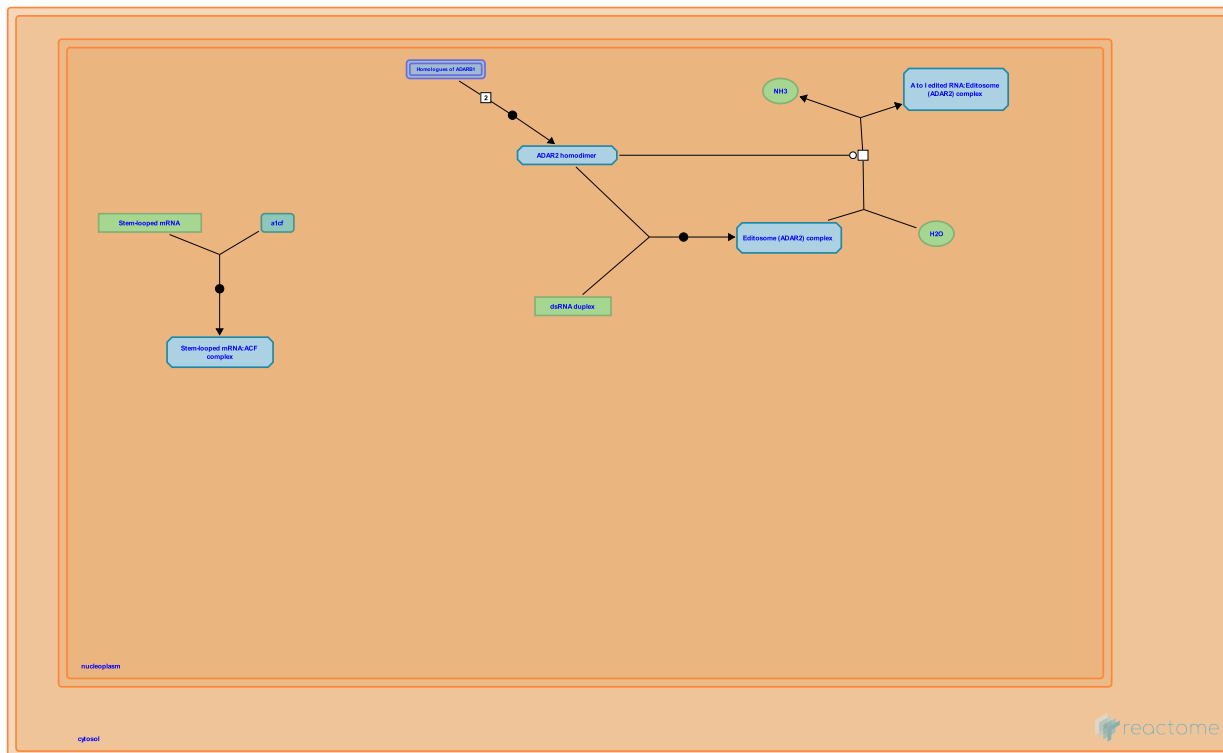 Homologues of ADARB1
2
NH3
A to I edited RNA:Editosome
(ADAR2) complex
ADAR2 homodimer
Stem-looped mRNA
a1cf
Editosome (ADAR2) complex
H2O
dsRNA duplex
Stem-looped mRNA:ACF
complex
nucleoplasm
cytosol
reactome